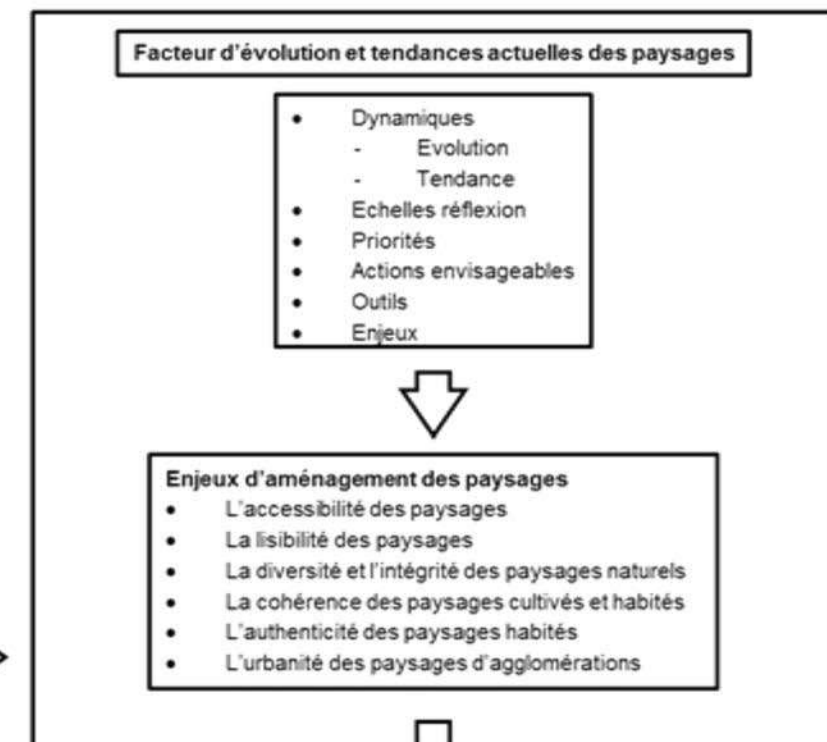 Facteur d'évolution et tendances actuelles des paysages
• Dynamiques
- Evolution
- Tendance
• Echelles réflexion
• Priorités
• Actions envisageables
• Outils
• Enjeux
Enjeux d'aménagement des paysages
• L'accessibilité des paysages
• La lisibilité des paysages
• La diversité et l'intégrité des paysages naturels
• La cohérence des paysages cultivés et habités
• L'authenticité des paysages habités
• L'urbanité des paysages d'agglomérations